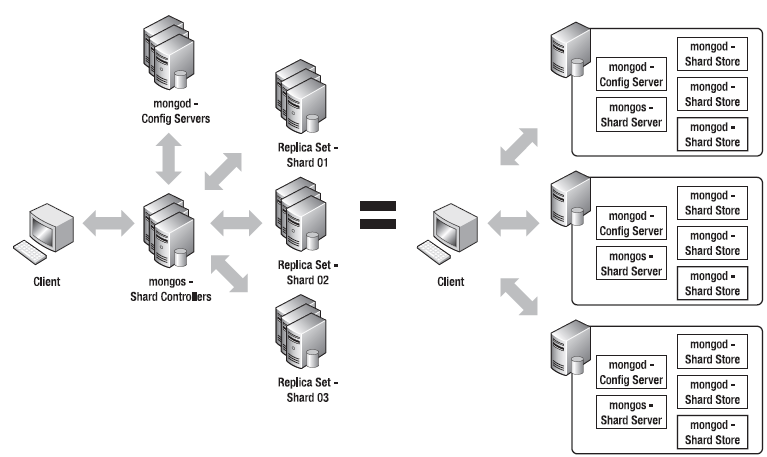 mongod -
Config Servers
Replica Set -
Shard 01
Client
mongos -
Shard Controllers
Replica Set -
Shard 02
Replica Set -
Shard 03
=
Client
mongod -
Config Server
mongos -
Shard Server
mongod -
Shard Store
mongod -
Shard Store
mongod -
Shard Store
mongod -
Config Server
mongos -
Shard Server
mongod -
Shard Store
mongod -
Shard Store
mongod -
Shard Store
mongod -
Config Server
mongos -
Shard Server
mongod -
Shard Store
mongod -
Shard Store
mongod -
Shard Store